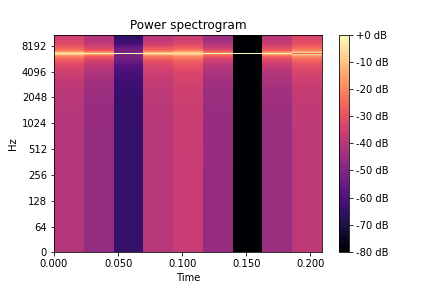 Power spectrogram
8192
4096
2048
1024
512
256
128
64
0
Hz
0.000 0.050 0.100 0.150 0.200
Time
+0 dB
-10 dB
-20 dB
-30 dB
-40 dB
-50 dB
-60 dB
-70 dB
-80 dB